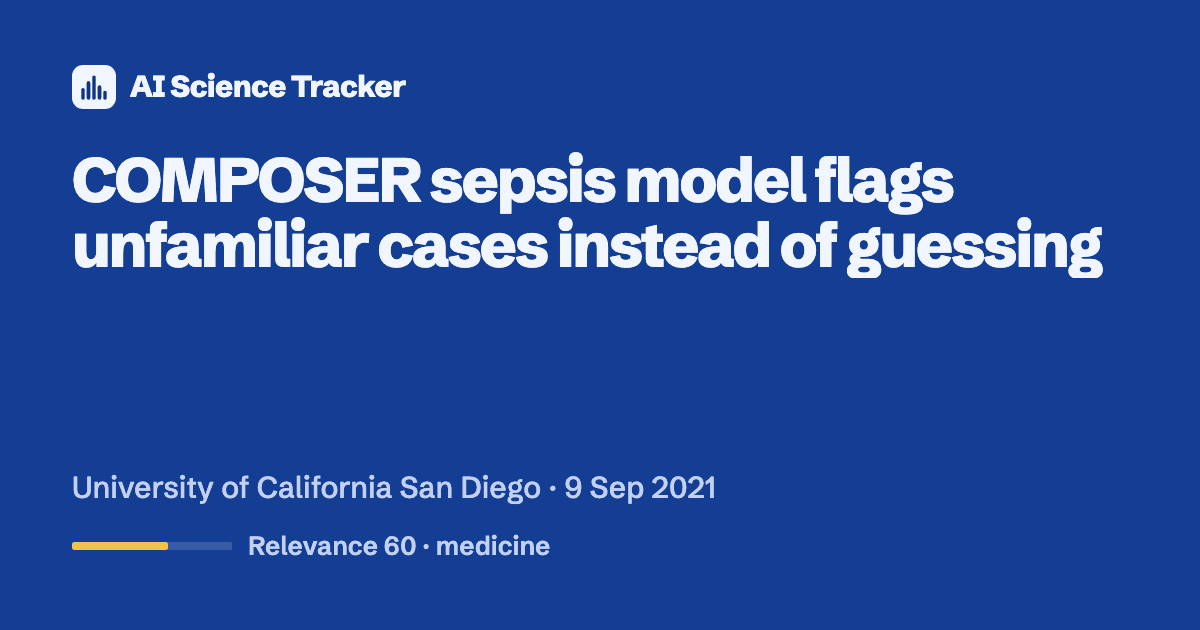 AI Science Tracker
COMPOSER sepsis model flags
unfamiliar cases instead of guessing
University of California San Diego · 9 Sep 2021
Relevance 60 · medicine